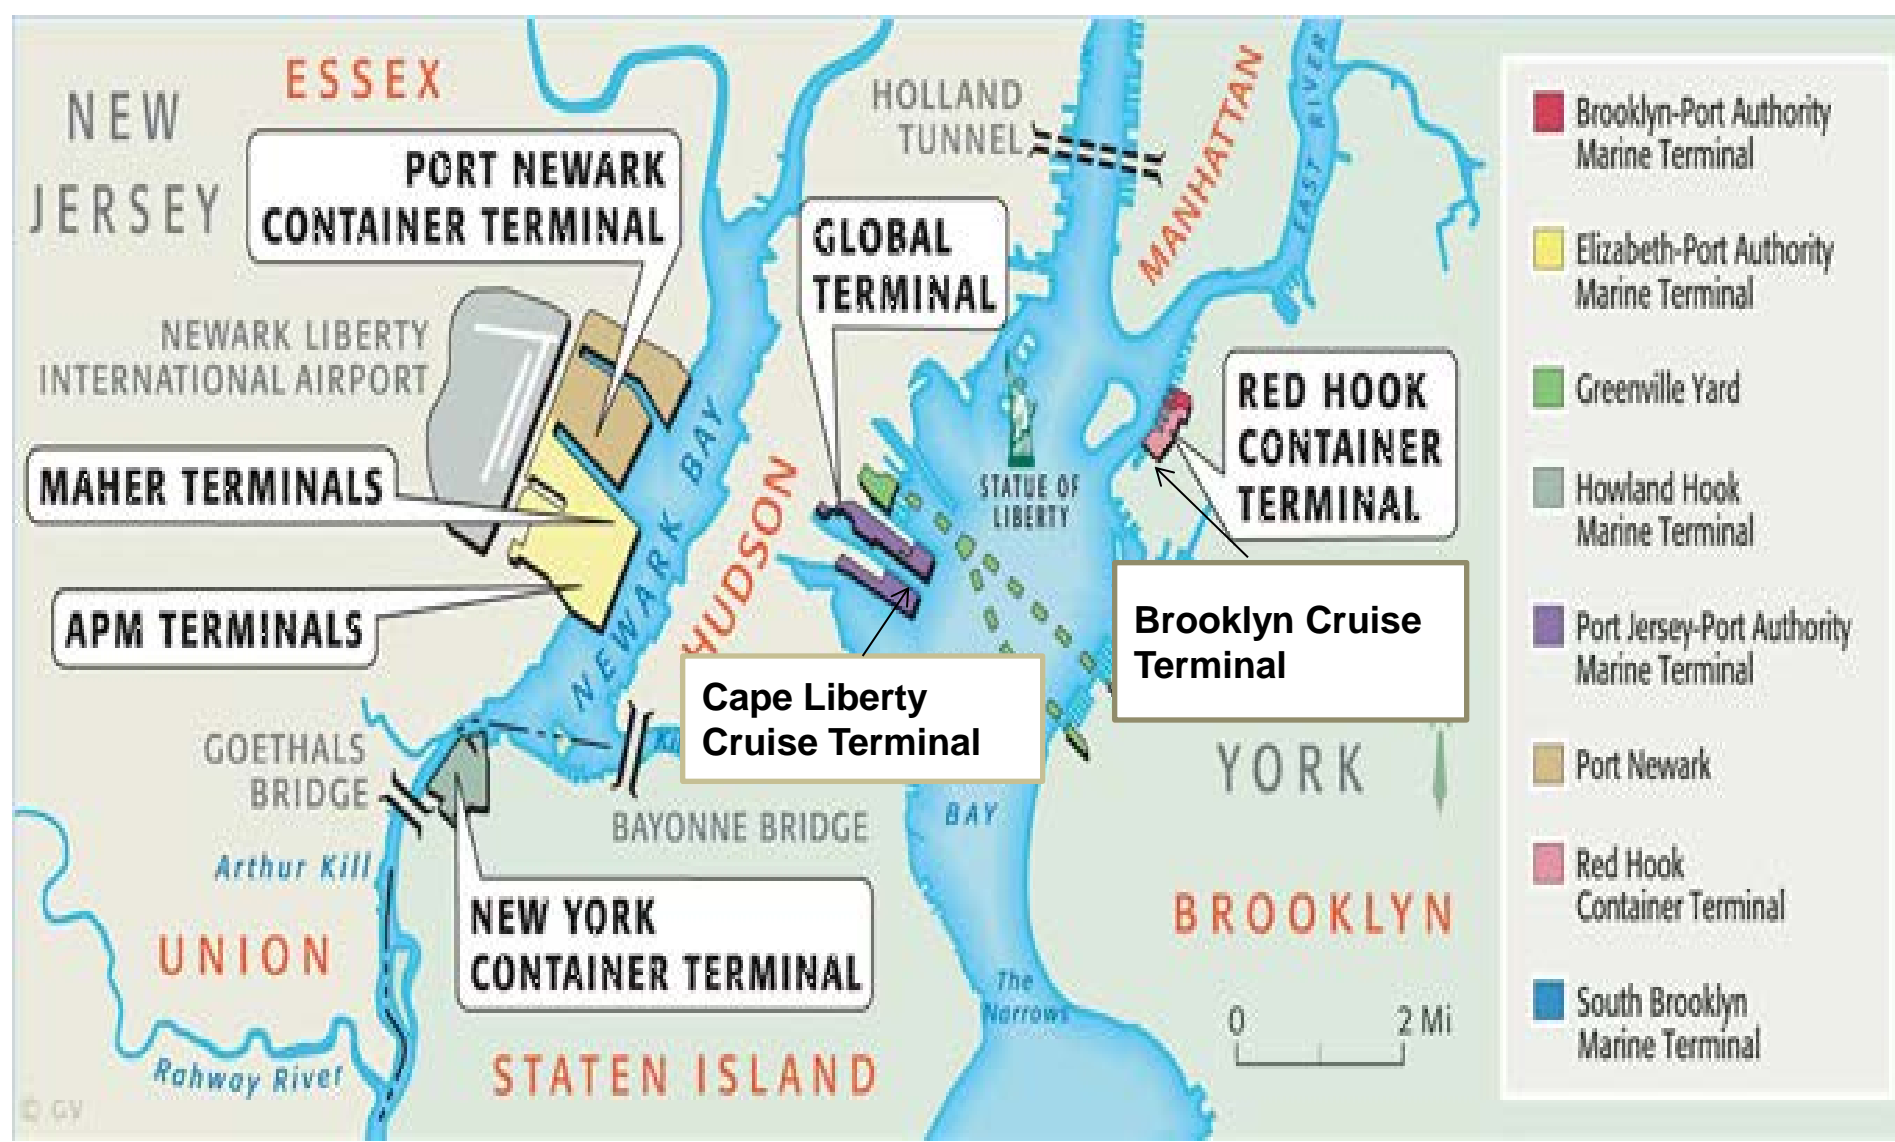 NEW
JERSEY
ESSEX
PORT NEWARK
CONTAINER TERMINAL
HOLLAND
TUNNEL
MANHATTAN
EAST RIVER
GLOBAL
TERMINAL
NEWARK LIBERTY
INTERNATIONAL AIRPORT
MAHER TERMINALS
APM TERMINALS
NEWARK BAY
HUDSON
STATUE OF
LIBERTY
RED HOOK
CONTAINER
TERMINAL
Brooklyn Cruise
Terminal
Cape Liberty
Cruise Terminal
GOETHALS
BRIDGE
BAYONNE BRIDGE
BAY
YORK
Arthur Kill
NEW YORK
CONTAINER TERMINAL
UNION
BROOKLYN
The
Narrows
Rahway River
STATEN ISLAND
0 2 Mi
© GV
Brooklyn-Port Authority
Marine Terminal
Elizabeth-Port Authority
Marine Terminal
Greenville Yard
Howland Hook
Marine Terminal
Port Jersey-Port Authority
Marine Terminal
Port Newark
Red Hook
Container Terminal
South Brooklyn
Marine Terminal